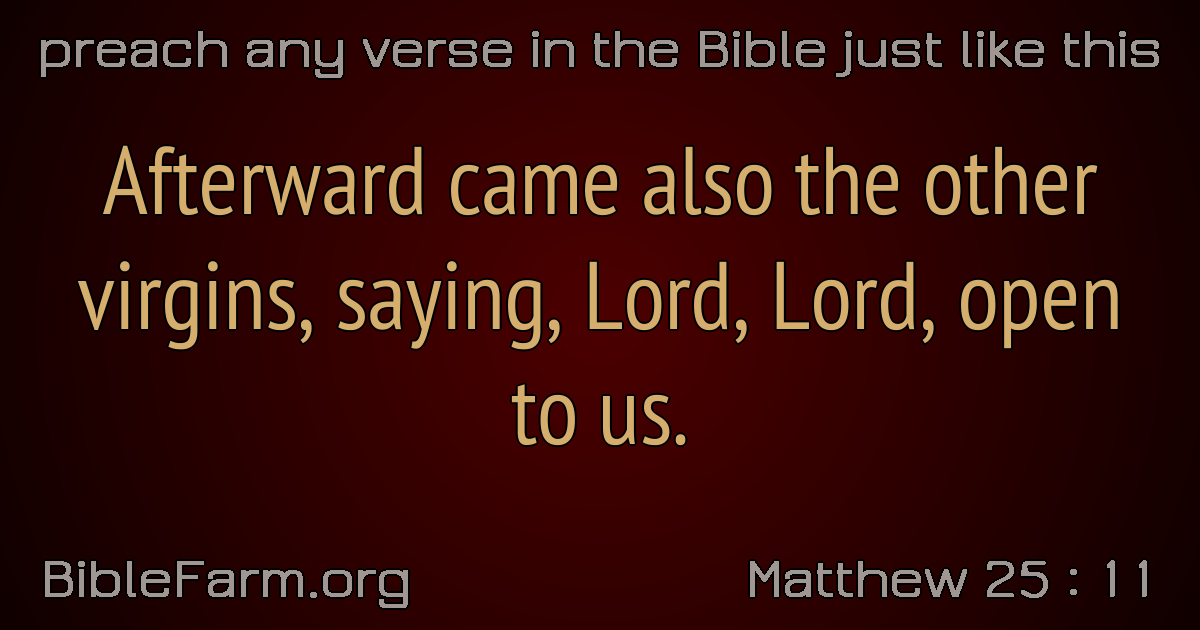 preach any verse in the Bible just like this
Afterward came also the other
virgins, saying, Lord, Lord, open
to us.
BibleFarm.org
Matthew 25 : 11